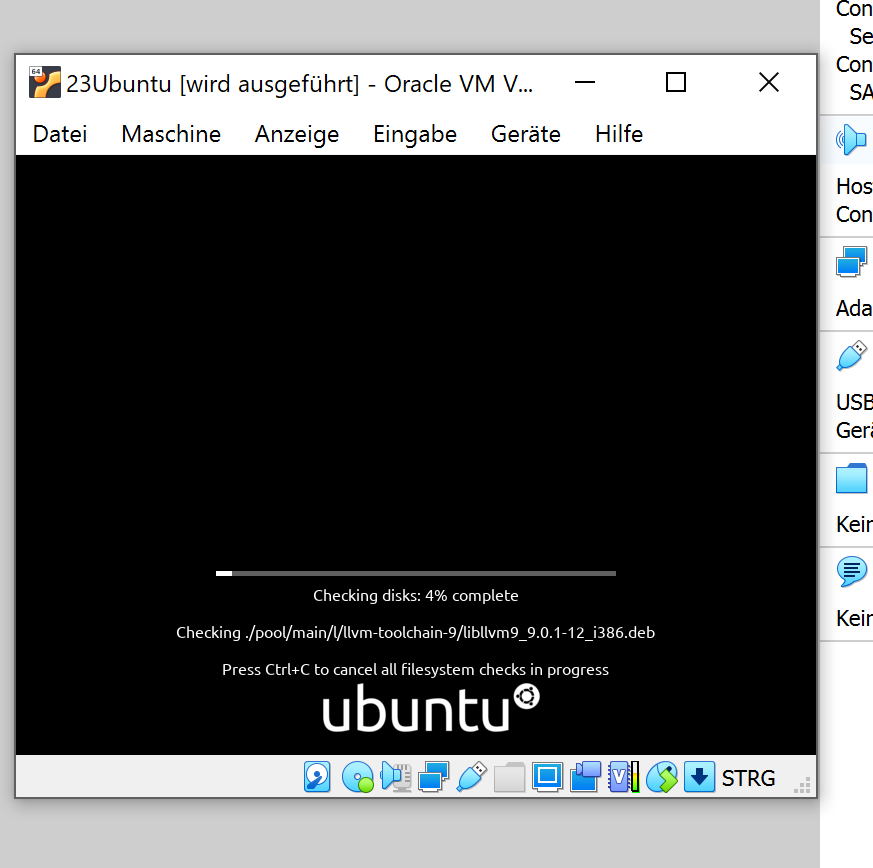 Con
Se
Con
SA
64
23Ubuntu [wird ausgeführt] - Oracle VM V...
Datei Maschine Anzeige Eingabe Geräte Hilfe
Hos
Con
Ada
USB
Gerä
Kein
Kein
Checking disks: 4% complete
Checking ./pool/main/l/llvm-toolchain-9/libllvm9_9.0.1-12_i386.deb
Press Ctrl+C to cancel all filesystem checks in progress
ubuntu
V
STRG